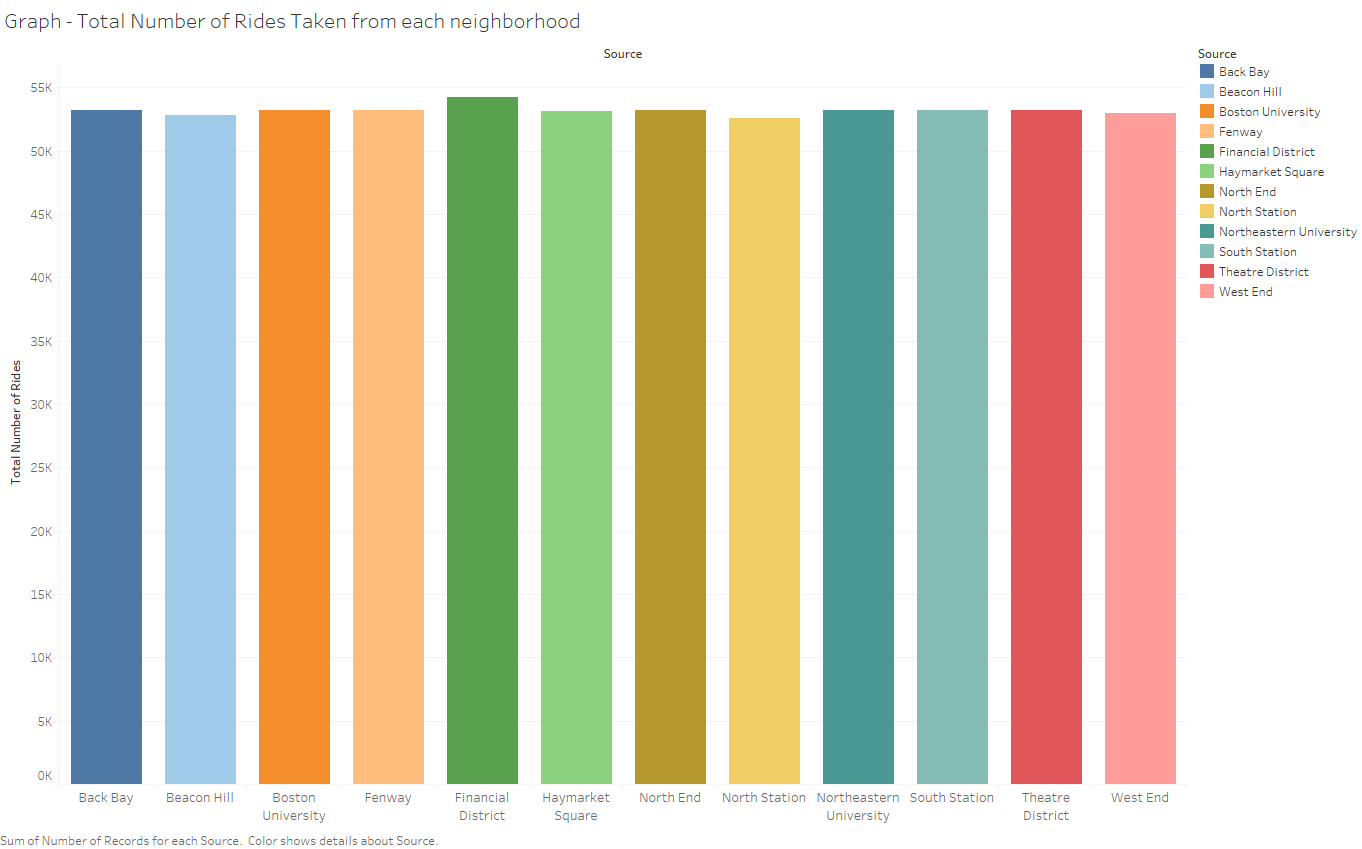 Graph - Total Number of Rides Taken from each neighborhood
Source
55K
50K
45K
40K
35K
30K
25K
20K
15K
10K
5K
0K
Total Number of Rides
Back Bay
Beacon Hill
Boston
University
Fenway
Financial
District
Haymarket
Square
North End
North Station
Northeastern
University
South Station
Theatre
District
West End
Source
Back Bay
Beacon Hill
Boston University
Fenway
Financial District
Haymarket Square
North End
North Station
Northeastern University
South Station
Theatre District
West End
Sum of Number of Records for each Source.  Color shows details about Source.